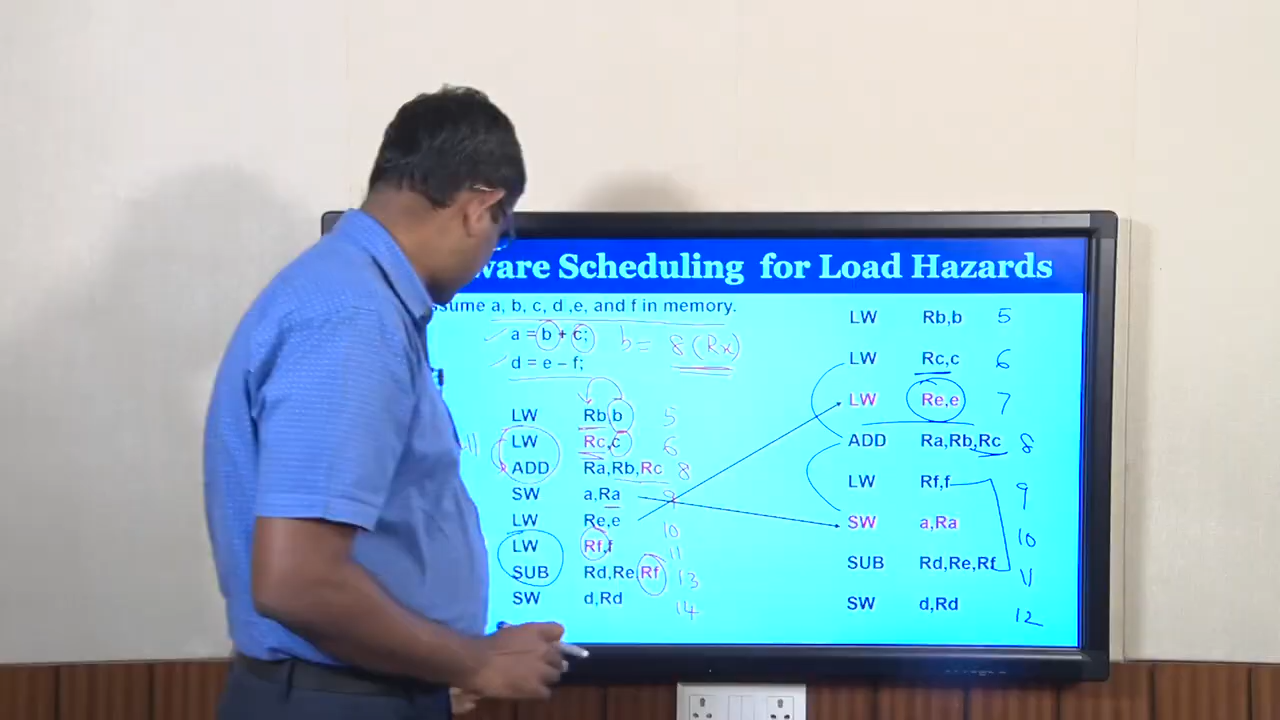 ware Scheduling for Load Hazards
ssume a, b, c, d ,e, and f in memory.
a = b + c; b = 8 (Rx)
d = e – f;
LW Rb,b 5
LW Rc,c 6
ADD Ra,Rb,Rc 8
SW a,Ra 9
LW Re,e 10
LW Rf,f 11
SUB Rd,Re,Rf 13
SW d,Rd 14
LW Rb,b 5
LW Rc,c 6
LW Re,e 7
ADD Ra,Rb,Rc 8
LW Rf,f 9
SW a,Ra 10
SUB Rd,Re,Rf 11
SW d,Rd 12